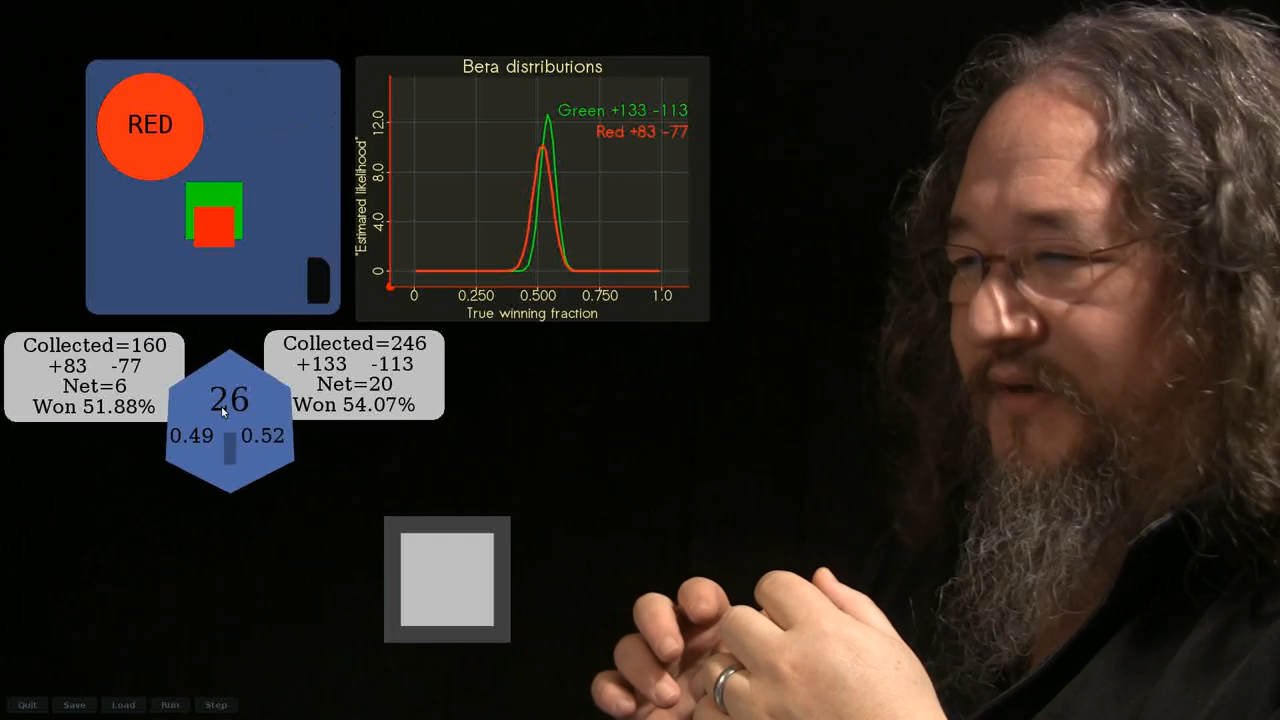 RED
Beta distributions
Green +133 -113
Red +83 -77
"Estimared likelihood"
12.0
8.0
4.0
0
0 0.250 0.500 0.750 1.0
True winning fraction
Collected=160
+83 -77
Net=6
Won 51.88%
Collected=246
+133 -113
Net=20
Won 54.07%
26
0.49 0.52
Quit Save Load Run Step